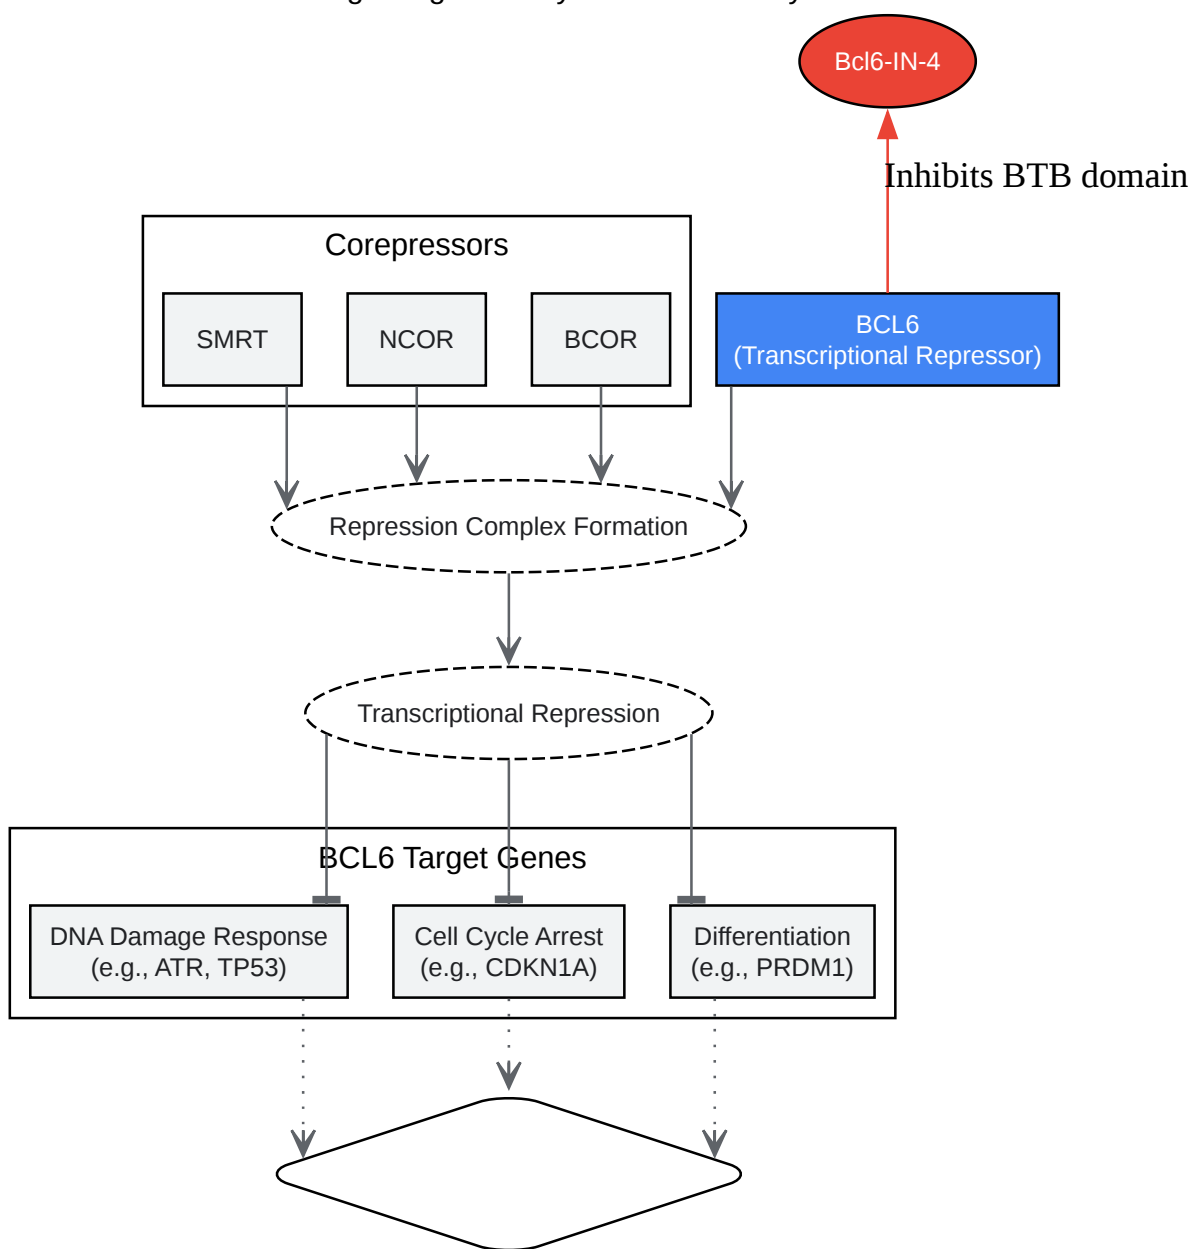 Bcl6-IN-4
Inhibits BTB domain
Corepressors
SMRT
NCOR
BCOR
BCL6
(Transcriptional Repressor)
Repression Complex Formation
Transcriptional Repression
BCL6 Target Genes
DNA Damage Response
(e.g., ATR, TP53)
Cell Cycle Arrest
(e.g., CDKN1A)
Differentiation
(e.g., PRDM1)